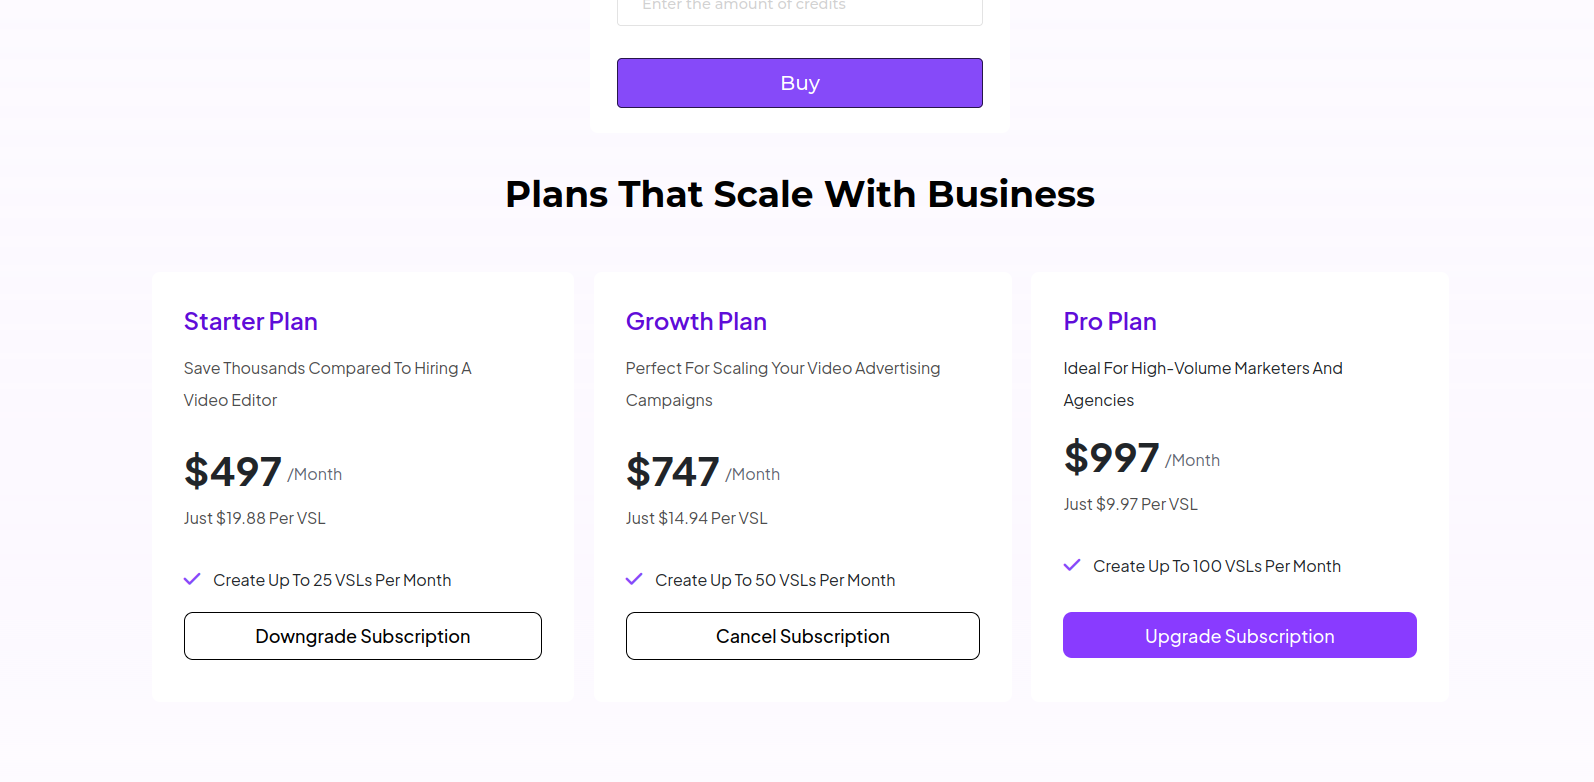 Enter the amount of credits
Buy
Plans That Scale With Business
Starter Plan
Save Thousands Compared To Hiring A
Video Editor
$497 /Month
Just $19.88 Per VSL
Create Up To 25 VSLs Per Month
Downgrade Subscription
Growth Plan
Perfect For Scaling Your Video Advertising
Campaigns
$747 /Month
Just $14.94 Per VSL
Create Up To 50 VSLs Per Month
Cancel Subscription
Pro Plan
Ideal For High-Volume Marketers And
Agencies
$997 /Month
Just $9.97 Per VSL
Create Up To 100 VSLs Per Month
Upgrade Subscription